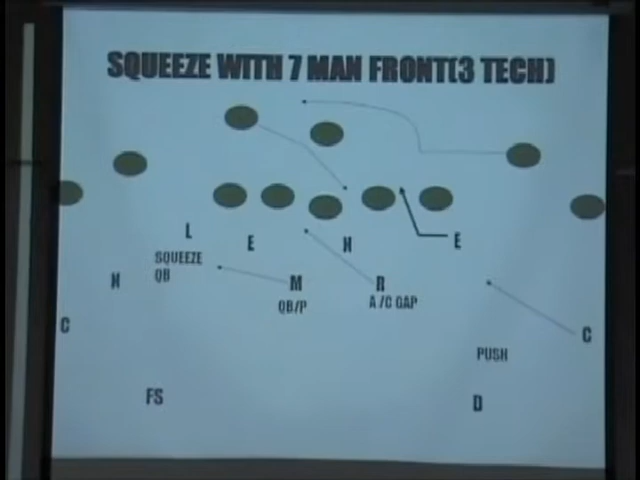 SQUEEZE WITH 7 MAN FRONT(3 TECH)
L
E
N
E
SQUEEZE
QB
N
M
R
QB/P
A/C GAP
C
C
PUSH
FS
D